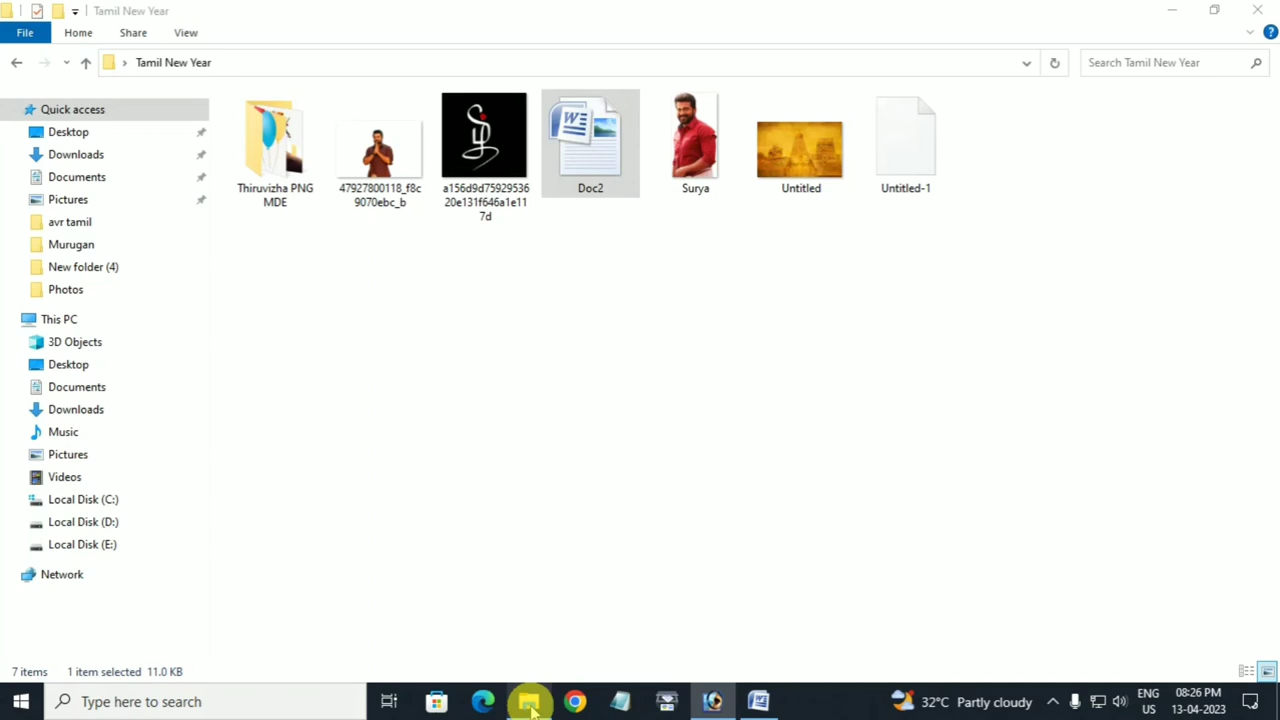 Tamil New Year
File
Home
Share
View
Tamil New Year
Search Tamil New Year
Quick access
Desktop
Downloads
Documents
Pictures
avr tamil
Murugan
New folder (4)
Photos
This PC
3D Objects
Desktop
Documents
Downloads
Music
Pictures
Videos
Local Disk (C:)
Local Disk (D:)
Local Disk (E:)
Network
Thiruvizha PNG
MDE
47927800118_f8c
9070ebc_b
a156d9d75929536
20e131f646a1e11
7d
Doc2
Surya
Untitled
Untitled-1
7 items
1 item selected 11.0 KB
Type here to search
32°C Partly cloudy
ENG
US
08:26 PM
13-04-2023